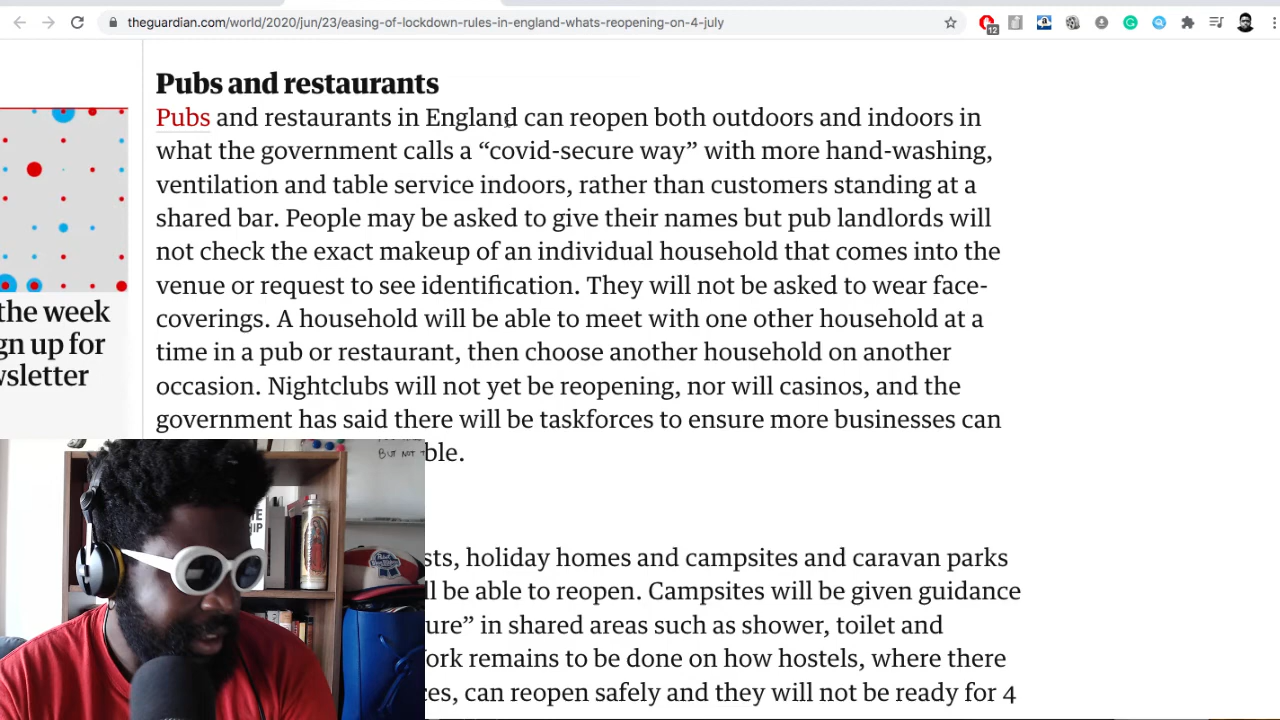 theguardian.com/world/2020/jun/23/easing-of-lockdown-rules-in-england-whats-reopening-on-4-july
12
Pubs and restaurants
Pubs and restaurants in England can reopen both outdoors and indoors in
what the government calls a “covid-secure way” with more hand-washing,
ventilation and table service indoors, rather than customers standing at a
shared bar. People may be asked to give their names but pub landlords will
not check the exact makeup of an individual household that comes into the
venue or request to see identification. They will not be asked to wear face-
coverings. A household will be able to meet with one other household at a
time in a pub or restaurant, then choose another household on another
occasion. Nightclubs will not yet be reopening, nor will casinos, and the
government has said there will be taskforces to ensure more businesses can
ble.
the week
gn up for
wsletter
BUT NOT
sts, holiday homes and campsites and caravan parks
ll be able to reopen. Campsites will be given guidance
ure” in shared areas such as shower, toilet and
ork remains to be done on how hostels, where there
ces, can reopen safely and they will not be ready for 4